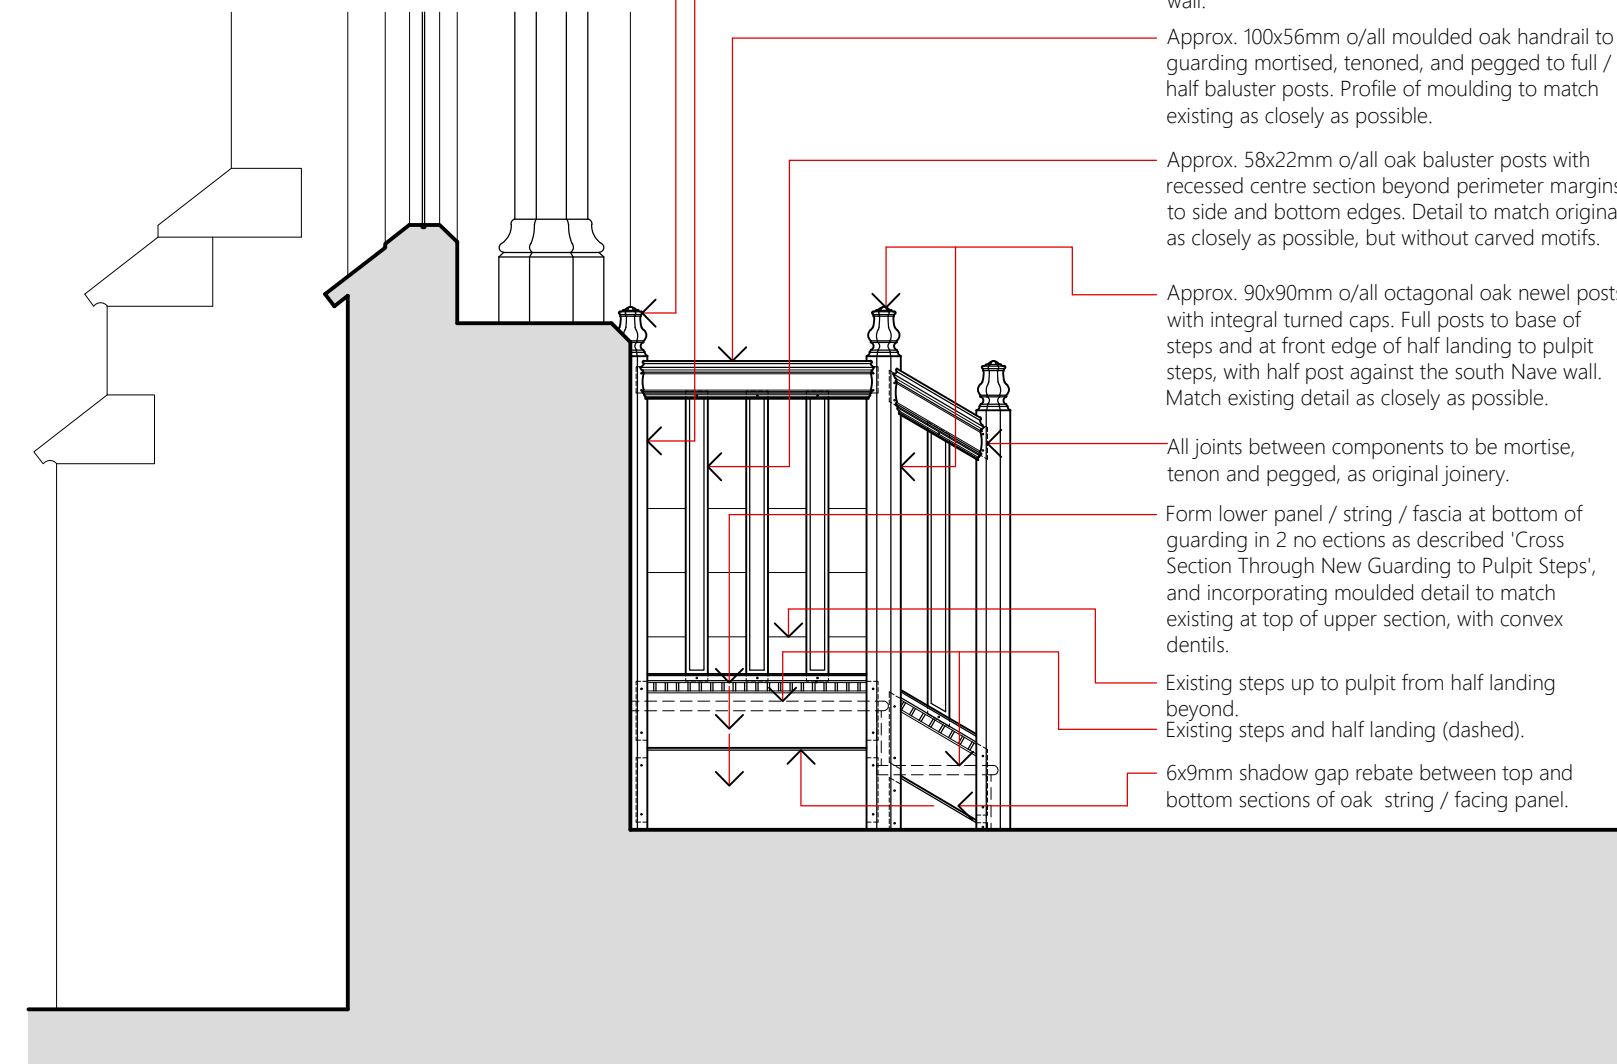 wall.
Approx. 100x56mm o/all moulded oak handrail to
guarding mortised, tenoned, and pegged to full /
half baluster posts. Profile of moulding to match
existing as closely as possible.
Approx. 58x22mm o/all oak baluster posts with
recessed centre section beyond perimeter margins
to side and bottom edges. Detail to match origina
as closely as possible, but without carved motifs.
Approx. 90x90mm o/all octagonal oak newel posts
with integral turned caps. Full posts to base of
steps and at front edge of half landing to pulpit
steps, with half post against the south Nave wall.
Match existing detail as closely as possible.
All joints between components to be mortise,
tenon and pegged, as original joinery.
Form lower panel / string / fascia at bottom of
guarding in 2 no ections as described 'Cross
Section Through New Guarding to Pulpit Steps',
and incorporating moulded detail to match
existing at top of upper section, with convex
dentils.
Existing steps up to pulpit from half landing
beyond.
Existing steps and half landing (dashed).
6x9mm shadow gap rebate between top and
bottom sections of oak string / facing panel.